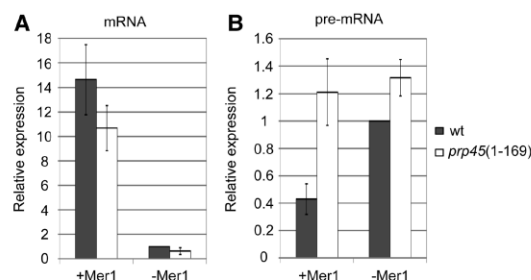 A
mRNA
Relative expression
18
16
14
12
10
8
6
4
2
0
+Mer1 -Mer1
B
pre-mRNA
Relative expression
1.6
1.4
1.2
1
0.8
0.6
0.4
0.2
0
+Mer1 -Mer1
wt
prp45(1-169)